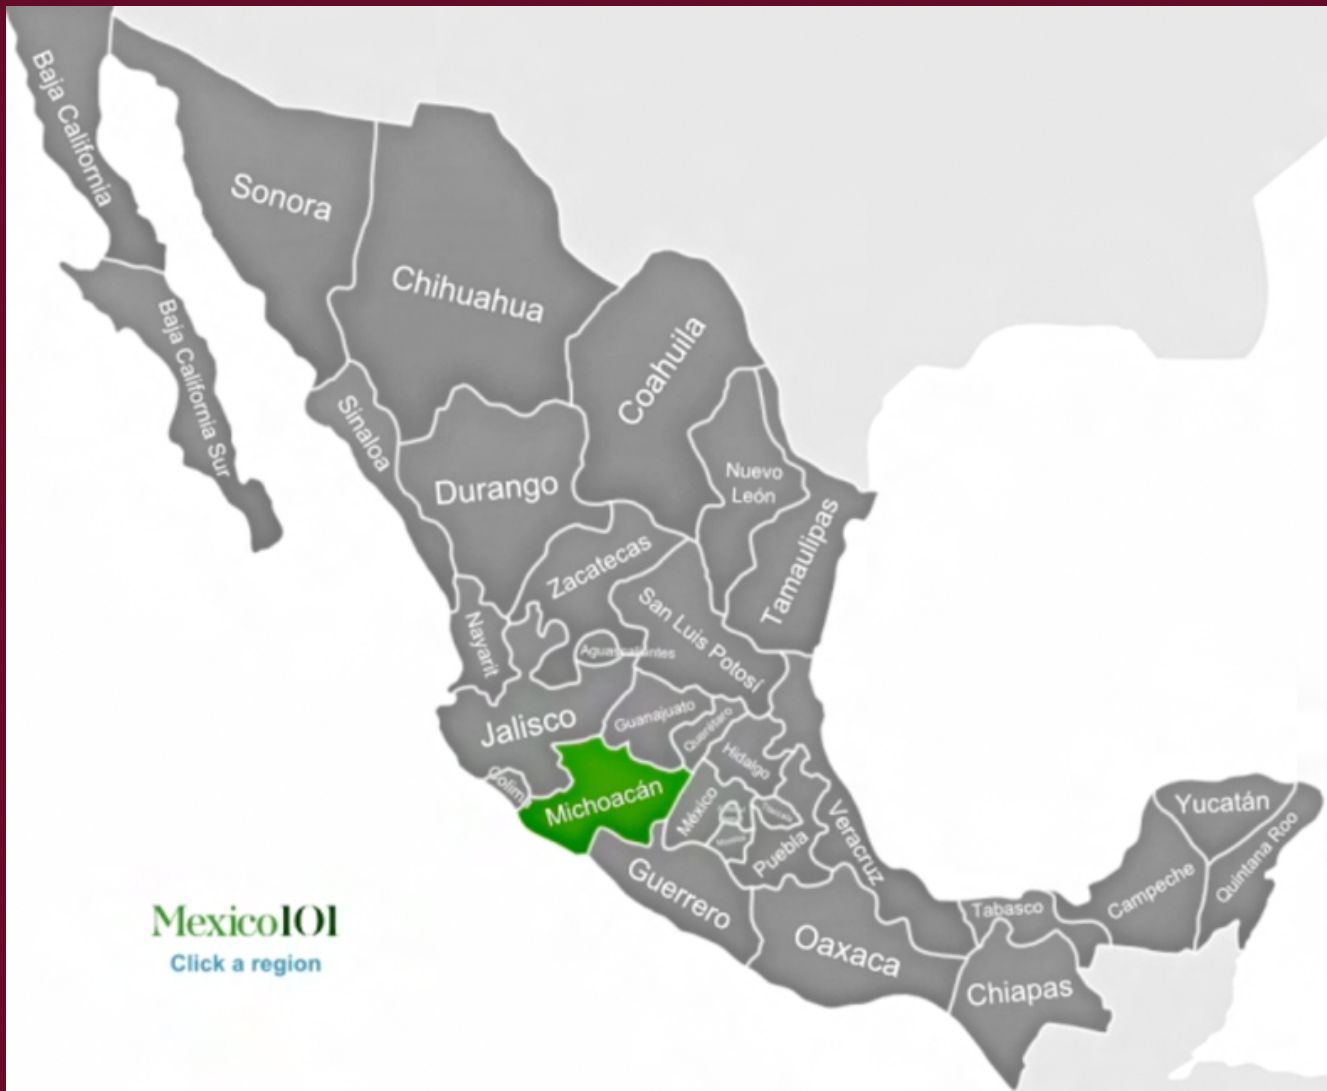 Baja California
Sonora
Chihuahua
Coahuila
Baja California Sur
Sinaloa
Durango
Nuevo
León
Tamaulipas
Zacatecas
San Luis Potosí
Nayarit
Aguascalientes
Jalisco
Guanajuato
Querétaro
Hidalgo
Colim
Michoacán
México
Tlaxcala
Puebla
Veracruz
Guerrero
Oaxaca
Yucatán
Quintana Roo
Campeche
Tabasco
Chiapas
Mexico101
Click a region